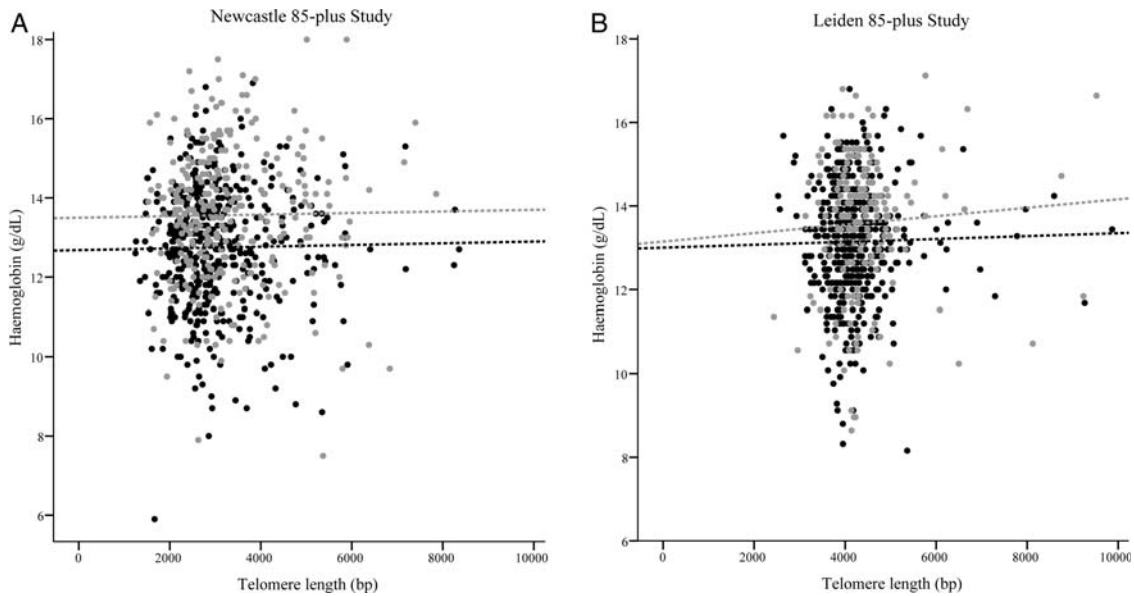 A
Newcastle 85-plus Study
18
16
14
12
10
8
6
Haemoglobin (g/dL)
0 2000 4000 6000 8000 10000
Telomere length (bp)
B
Leiden 85-plus Study
18
16
14
12
10
8
6
Haemoglobin (g/dL)
0 2000 4000 6000 8000 10000
Telomere length (bp)